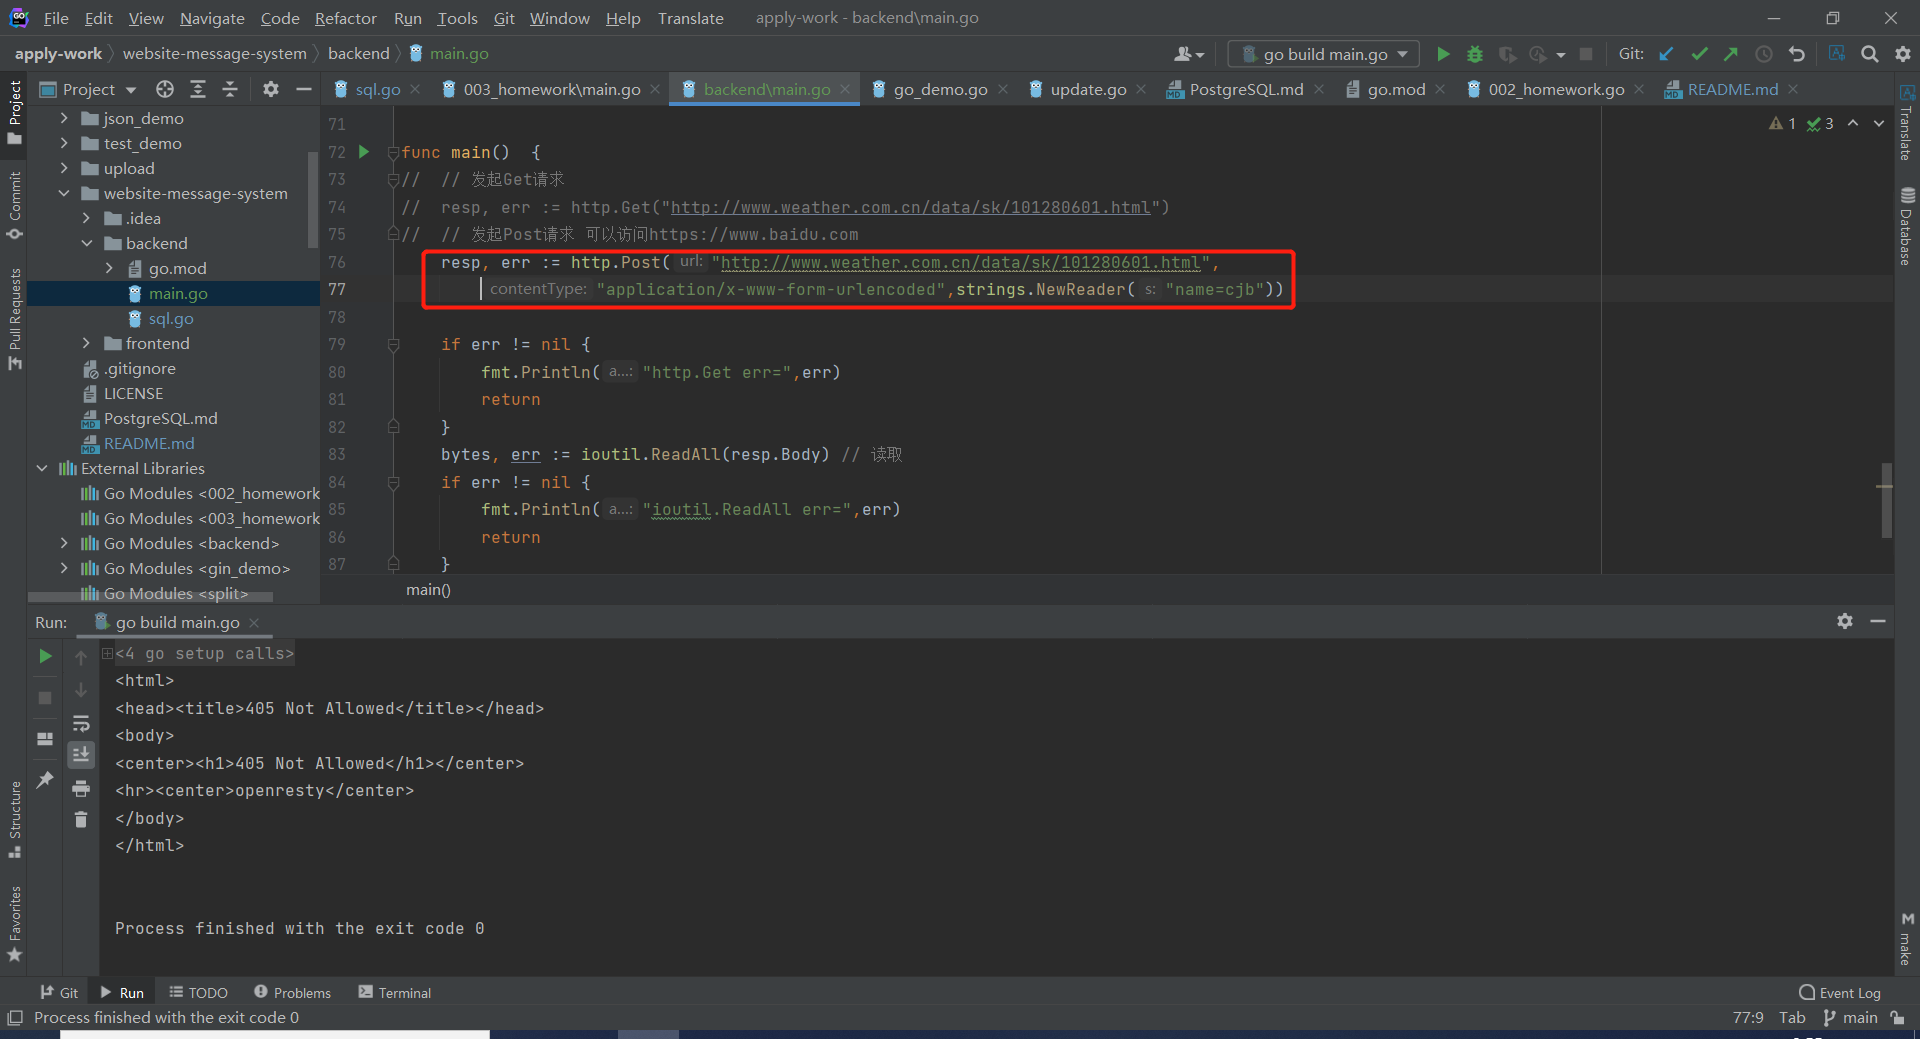 File Edit View Navigate Code Refactor Run Tools Git Window Help Translate apply-work - backend\main.go
apply-work website-message-system backend main.go go build main.go Git:
Project sql.go 003_homework\main.go backend\main.go go_demo.go update.go PostgreSQL.md go.mod 002_homework.go README.md
Project
Commit
Pull Requests
Structure
Favorites
json_demo
test_demo
upload
website-message-system
.idea
backend
go.mod
main.go
sql.go
frontend
.gitignore
LICENSE
PostgreSQL.md
README.md
External Libraries
Go Modules <002_homework
Go Modules <003_homework
Go Modules <backend>
Go Modules <gin_demo>
Go Modules <split>
1 3
71
72 func main() {
73 // // 发起Get请求
74 // resp, err := http.Get("http://www.weather.com.cn/data/sk/101280601.html")
75 // // 发起Post请求 可以访问https://www.baidu.com
76 resp, err := http.Post( url: "http://www.weather.com.cn/data/sk/101280601.html",
77 contentType: "application/x-www-form-urlencoded",strings.NewReader( s: "name=cjb"))
78
79 if err != nil {
80 fmt.Println( a...: "http.Get err=",err)
81 return
82 }
83 bytes, err := ioutil.ReadAll(resp.Body) // 读取
84 if err != nil {
85 fmt.Println( a...: "ioutil.ReadAll err=",err)
86 return
87 }
main()
Translate
Database
make
Run: go build main.go
<4 go setup calls>
<html>
<head><title>405 Not Allowed</title></head>
<body>
<center><h1>405 Not Allowed</h1></center>
<hr><center>openresty</center>
</body>
</html>
Process finished with the exit code 0
Git Run TODO Problems Terminal Event Log
Process finished with the exit code 0 77:9 Tab main